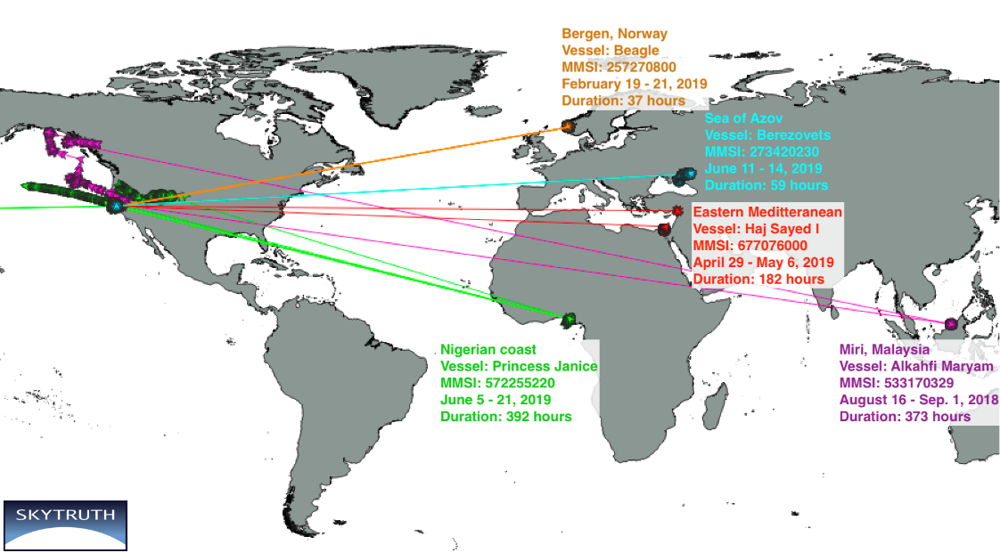 Bergen, Norway
Vessel: Beagle
MMSI: 257270800
February 19 - 21, 2019
Duration: 37 hours
Sea of Azov
Vessel: Berezovets
MMSI: 273420230
June 11 - 14, 2019
Duration: 59 hours
Eastern Meditteranean
Vessel: Haj Sayed I
MMSI: 677076000
April 29 - May 6, 2019
Duration: 182 hours
Nigerian coast
Vessel: Princess Janice
MMSI: 572255220
June 5 - 21, 2019
Duration: 392 hours
Miri, Malaysia
Vessel: Alkahfi Maryam
MMSI: 533170329
August 16 - Sep. 1, 2018
Duration: 373 hours
SKYTRUTH